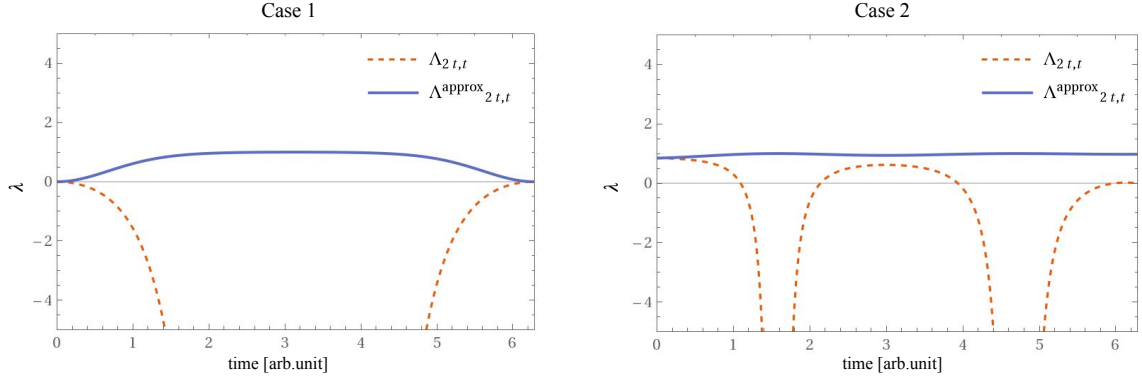 Case 1
4
2
0
−2
−4
λ
Λ2 t,t
Λapprox2 t,t
0 1 2 3 4 5 6
time [arb.unit]
Case 2
4
2
0
−2
−4
λ
Λ2 t,t
Λapprox2 t,t
0 1 2 3 4 5 6
time [arb.unit]